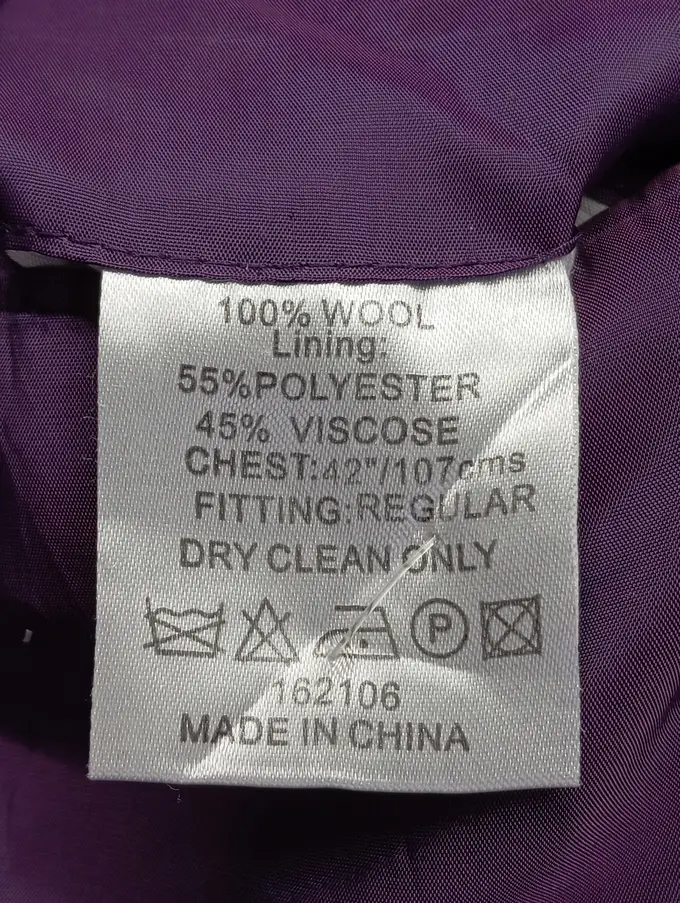 100% WOOL
Lining:
55%POLYESTER
45% VISCOSE
CHEST:42"/107cms
FITTING:REGULAR
DRY CLEAN ONLY
P
162106
MADE IN CHINA